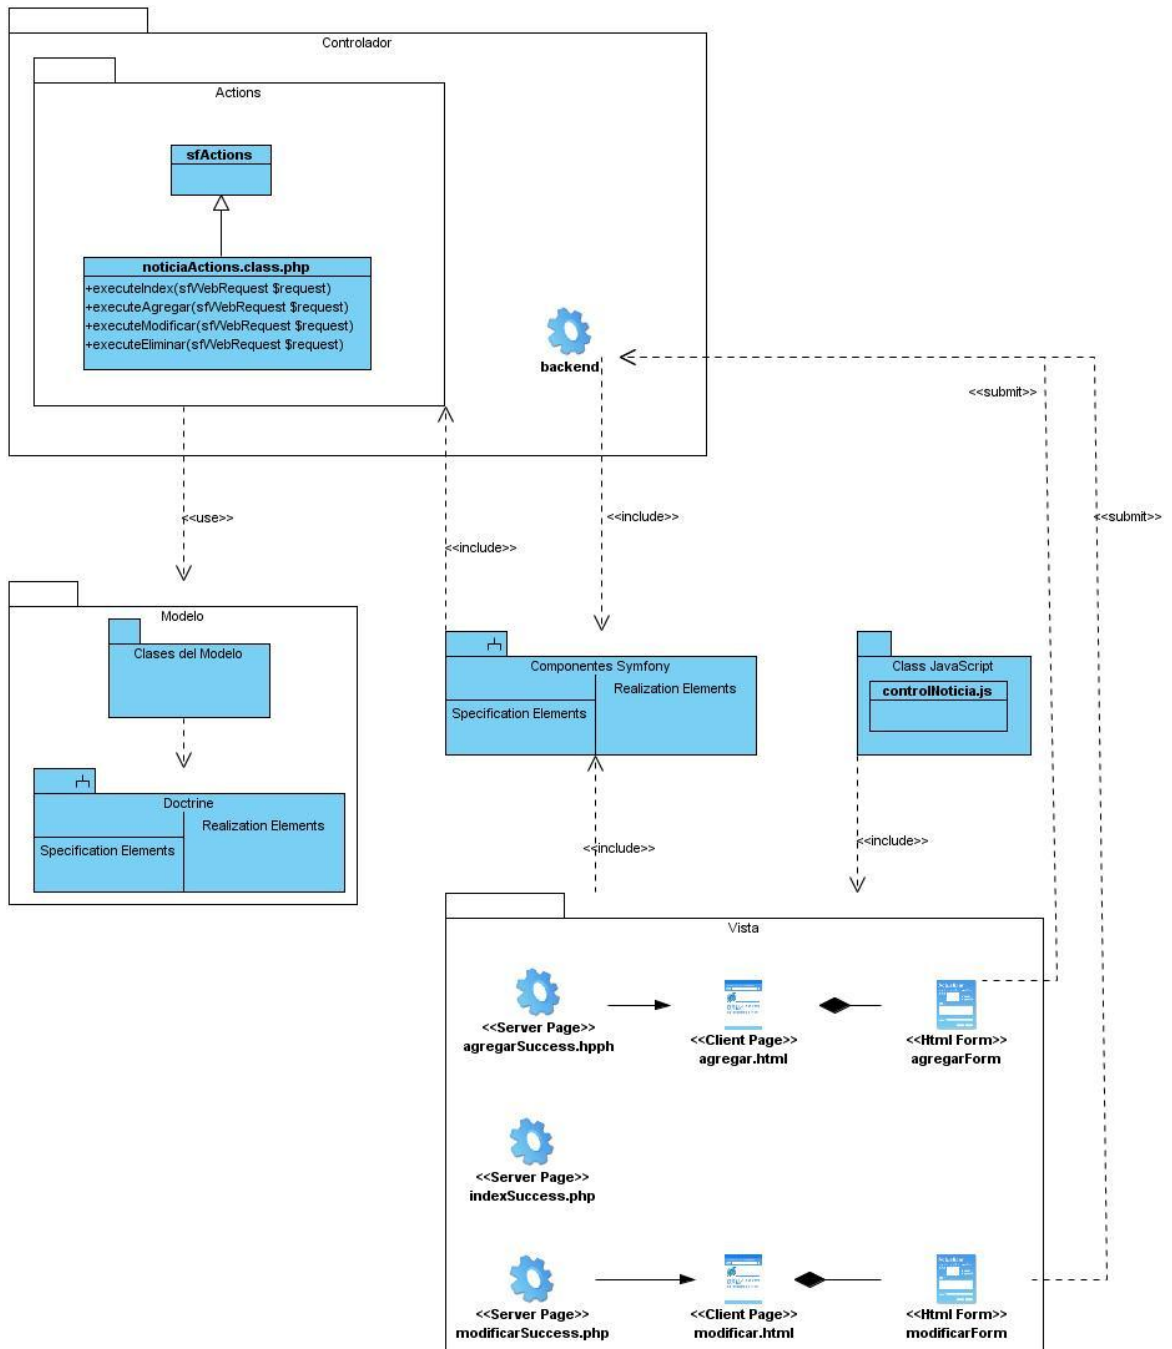 Controlador
Actions
sfActions
noticiaActions.class.php
+executeIndex(sfWebRequest $request)
+executeAgregar(sfWebRequest $request)
+executeModificar(sfWebRequest $request)
+executeEliminar(sfWebRequest $request)
backend
<<submit>>
<<use>>
<<include>>
<<submit>>
<<include>>
Modelo
Clases del Modelo
Componentes Symfony
Realization Elements
Specification Elements
Class JavaScript
controlNoticia.js
Doctrine
Realization Elements
Specification Elements
<<include>>
<<include>>
Vista
<<Server Page>>
agregarSuccess.hpph
<<Client Page>>
agregar.html
<<Html Form>>
agregarForm
<<Server Page>>
indexSuccess.php
<<Server Page>>
modificarSuccess.php
<<Client Page>>
modificar.html
<<Html Form>>
modificarForm